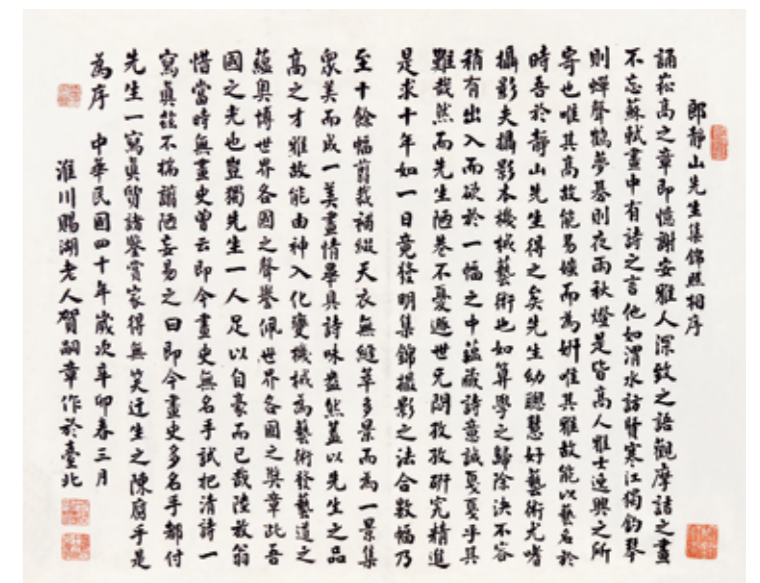 郎靜山先生集錦照相序
誦崧高之章即憶謝安雅人深致之語觀摩詰之畫
不忘蘇軾畫中有詩之言他如渭水訪賢寒江獨釣琴
則蟬聲鶴夢碁則夜雨秋燈是皆高人雅士逸興之所
寄也唯其高故能易媸而為妍唯其雅故能以藝名於
時吾於靜山先生得之矣先生幼聰慧好藝術尤嗜
攝影夫攝影本機械藝術也如算學之歸除決不容
稍有出入而欲於一幅之中蘊藏詩意誠戛戛乎其
難哉然而先生陋巷不憂遯世無悶孜孜研究精進
是求十年如一日竟發明集錦攝影之法合數幅乃
至十餘幅剪裁補綴天衣無縫萃多景而為一景集
眾美而成一美畫情畢具詩味盎然蓋以先生之品
高之才雅故能由神入化變機械為藝術發藝道之
蘊奧博世界各國之聲譽佩世界各國之獎章此吾
國之光也豈獨先生一人足以自豪而已哉陸放翁
惜當時無畫史曾云即今畫史無名手試把清詩一
寫真茲不揣譾陋妄易之曰即今畫史多名手都付
先生一寫真質諸鑒賞家得無笑迂生之陳腐乎是
為序 中華民國四十年歲次辛卯春三月
淮川賜湖老人賀嗣章作於臺北